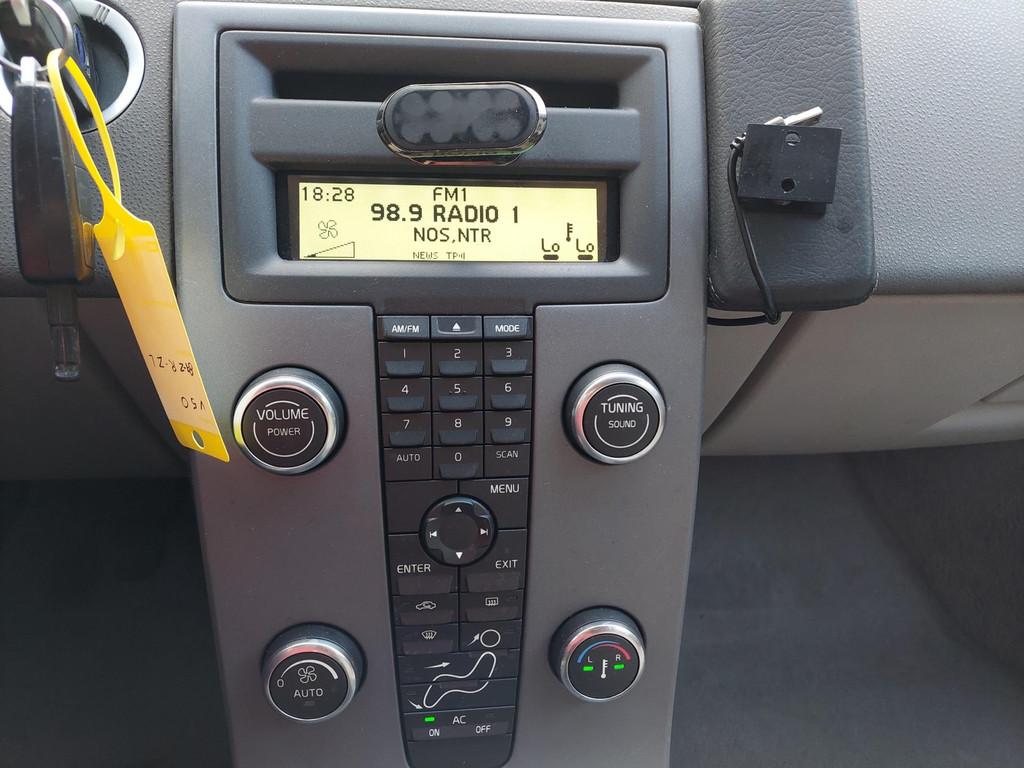 18:28 FM1
98.9 RADIO 1
NOS,NTR
Lo Lo
NEWS TP
AM/FM MODE
1 2 3
4 5 6
7 8 9
AUTO 0 SCAN
MENU
ENTER EXIT
VOLUME
POWER
TUNING
SOUND
0 AUTO
L R
AC
ON OFF
V50